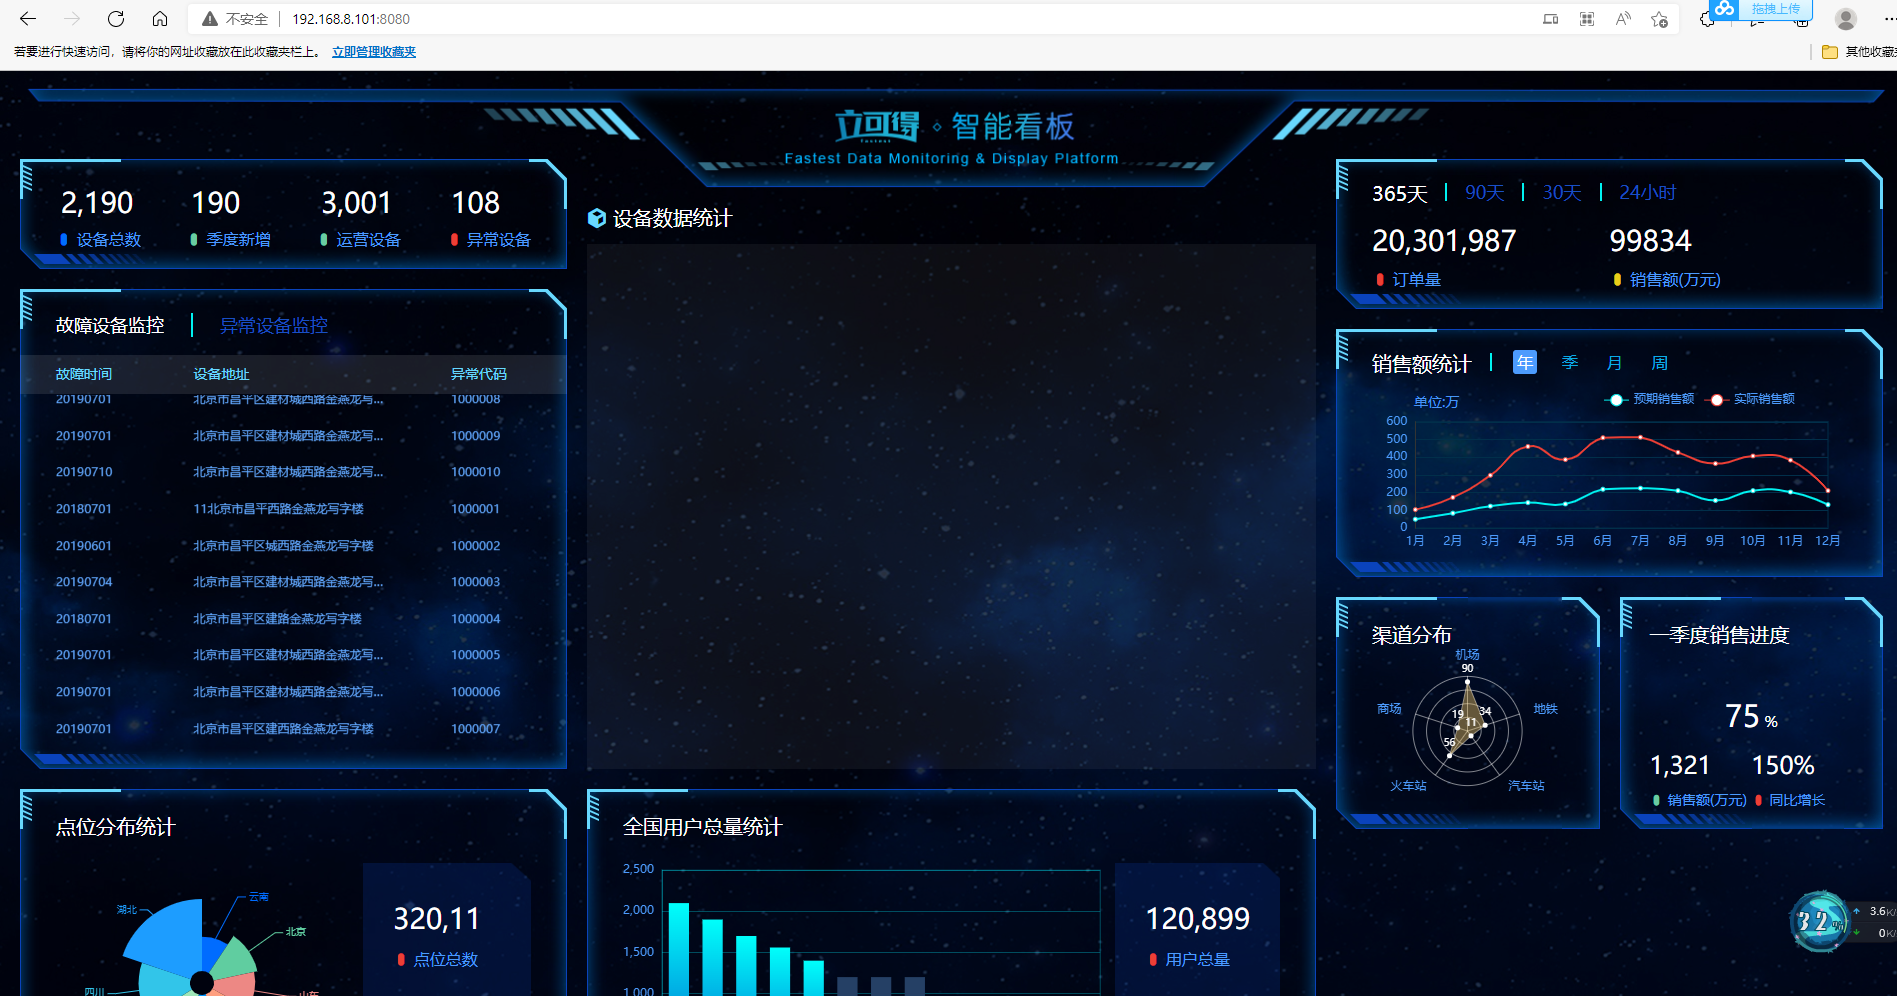 不安全 192.168.8.101:8080
拖拽上传
若要进行快速访问，请将你的网址收藏放在此收藏夹栏上。 立即管理收藏夹
其他收藏夹
立可得 智能看板
Fastest Data Monitoring & Display Platform
2,190 190 3,001 108
设备总数 季度新增 运营设备 异常设备
故障设备监控 异常设备监控
故障时间 设备地址 异常代码
20190701 北京市昌平区建材城西路金燕龙写... 1000008
20190701 北京市昌平区建材城西路金燕龙写... 1000009
20190710 北京市昌平区建材城西路金燕龙写... 1000010
20180701 11北京市昌平西路金燕龙写字楼 1000001
20190601 北京市昌平区城西路金燕龙写字楼 1000002
20190704 北京市昌平区建材城西路金燕龙写... 1000003
20180701 北京市昌平区建路金燕龙写字楼 1000004
20190701 北京市昌平区建材城西路金燕龙写... 1000005
20190701 北京市昌平区建材城西路金燕龙写... 1000006
20190701 北京市昌平区建材西路金燕龙写... 1000007
点位分布统计
云南
湖北
北京
四川
山东
320,11
点位总数
设备数据统计
全国用户总量统计
2,500
2,000
1,500
1,000
120,899
用户总量
365天 90天 30天 24小时
20,301,987 99834
订单量 销售额(万元)
销售额统计 年 季 月 周
单位:万 预期销售额 实际销售额
600
500
400
300
200
100
0
1月 2月 3月 4月 5月 6月 7月 8月 9月 10月 11月 12月
渠道分布
机场
90
商场 19 11 34 地铁
56
火车站 汽车站
一季度销售进度
75 %
1,321 150%
销售额(万元) 同比增长
32% 3.6K/
0K/